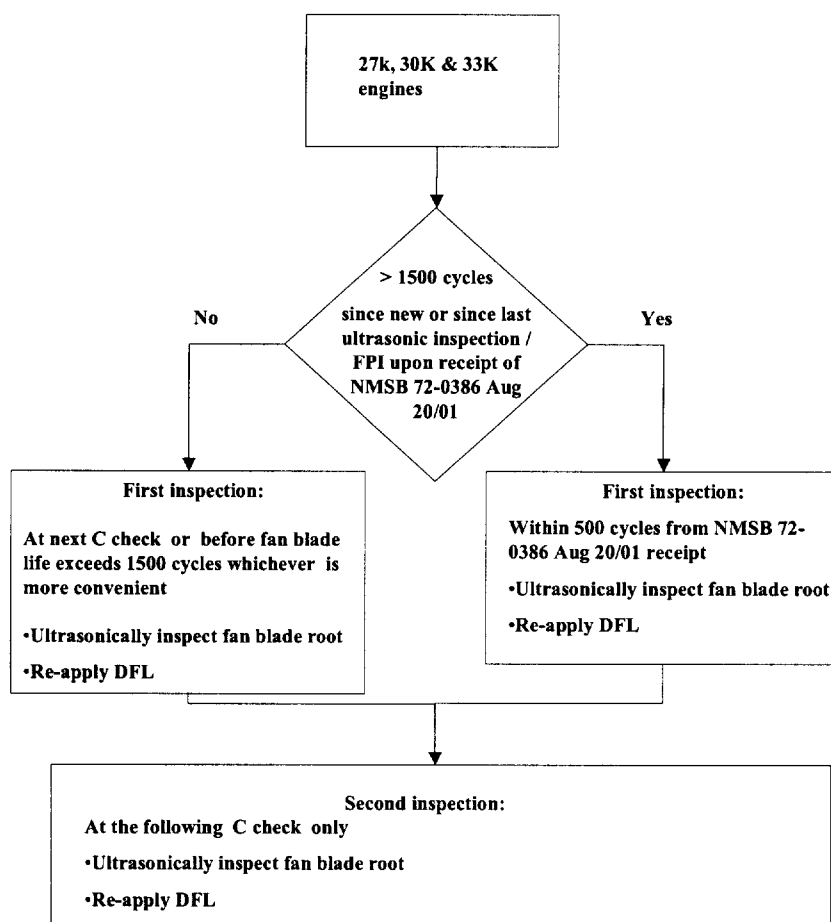 27k, 30K & 33K
engines
> 1500 cycles
since new or since last
ultrasonic inspection /
FPI upon receipt of
NMSB 72-0386 Aug
20/01
No
Yes
First inspection:
At next C check or before fan blade
life exceeds 1500 cycles whichever is
more convenient
•Ultrasonically inspect fan blade root
•Re-apply DFL
First inspection:
Within 500 cycles from NMSB 72-
0386 Aug 20/01 receipt
•Ultrasonically inspect fan blade root
•Re-apply DFL
Second inspection:
At the following C check only
•Ultrasonically inspect fan blade root
•Re-apply DFL